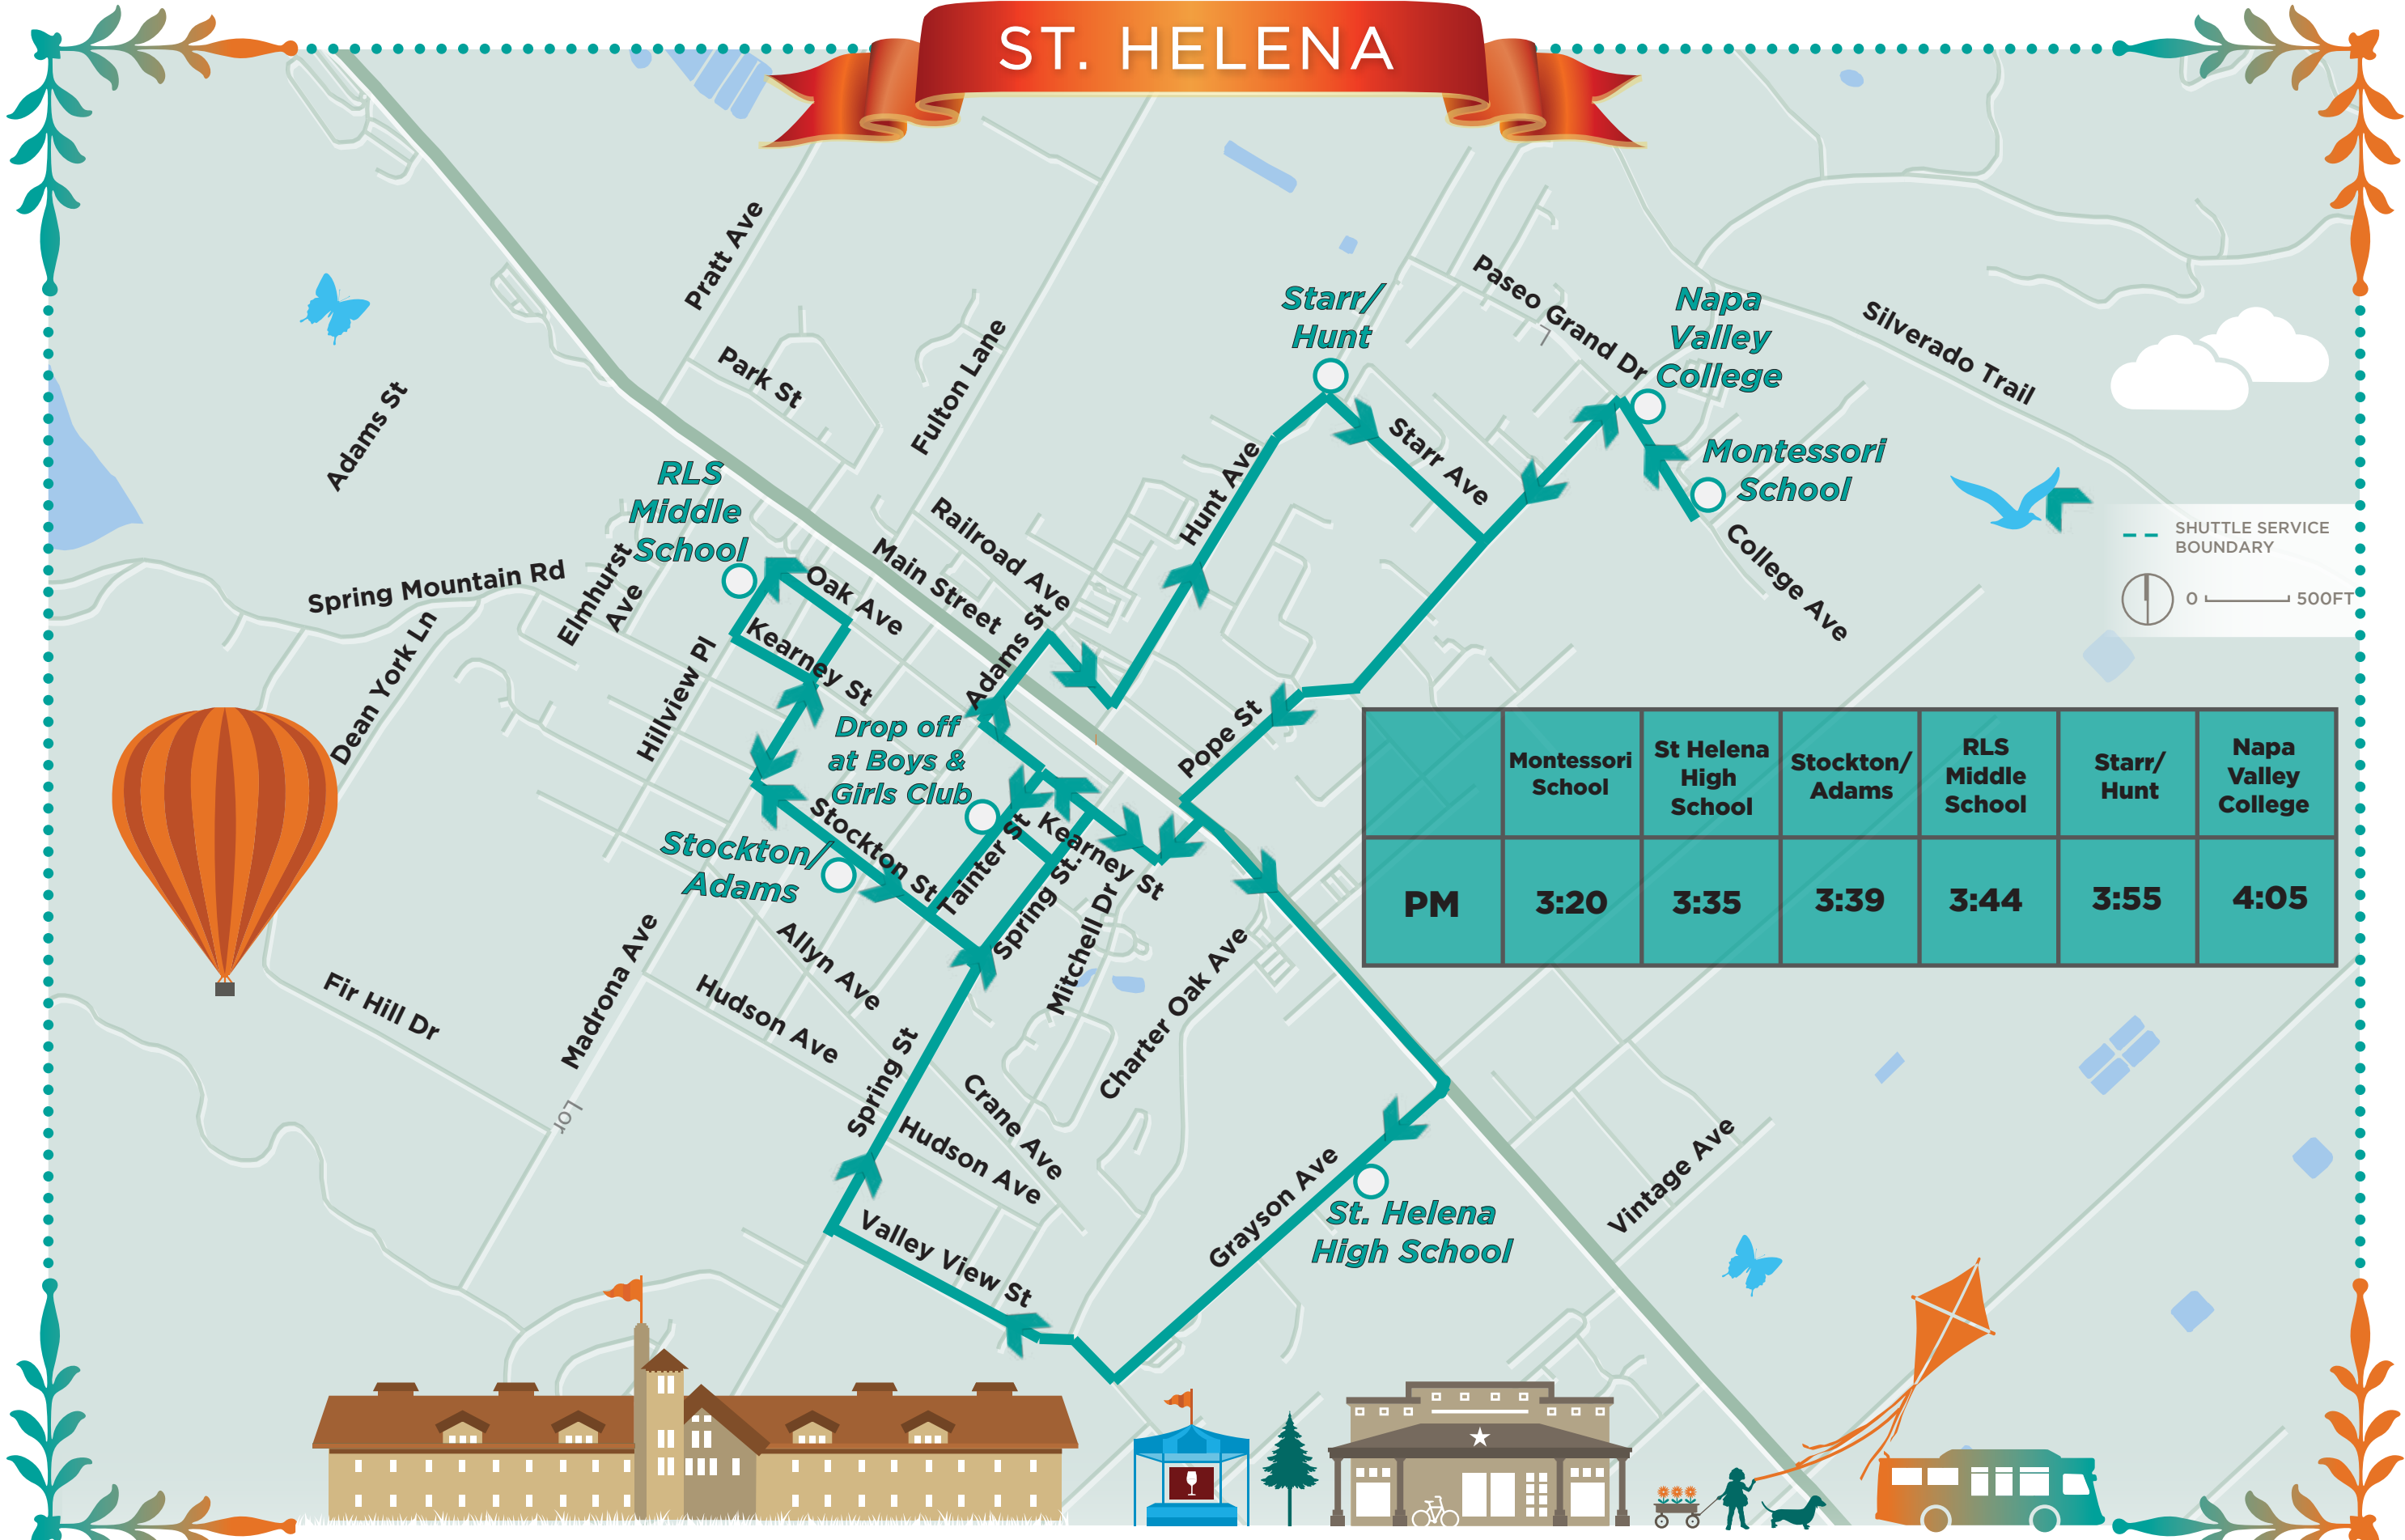 ST. HELENA
Pratt Ave
Park St
Fulton Lane
Adams St
Starr/
Hunt
Paseo Grand Dr
Napa
Valley
College
Silverado Trail
Montessori
School
College Ave
Starr Ave
Hunt Ave
RLS
Middle
School
Railroad Ave
Main Street
Oak Ave
Adams St
Kearney St
Spring Mountain Rd
Elmhurst
Ave
Dean York Ln
Hillview Pl
Drop off
at Boys &
Girls Club
Pope St
Stockton/
Adams
Stockton St
Tainter St
Kearney St
Spring St.
Mitchell Dr
Charter Oak Ave
Allyn Ave
Hudson Ave
Madrona Ave
Fir Hill Dr
Lor
Spring St
Crane Ave
Hudson Ave
Valley View St
Grayson Ave
St. Helena
High School
Vintage Ave
SHUTTLE SERVICE
BOUNDARY
0 500FT
Montessori
School
St Helena
High
School
Stockton/
Adams
RLS
Middle
School
Starr/
Hunt
Napa
Valley
College
PM 3:20 3:35 3:39 3:44 3:55 4:05